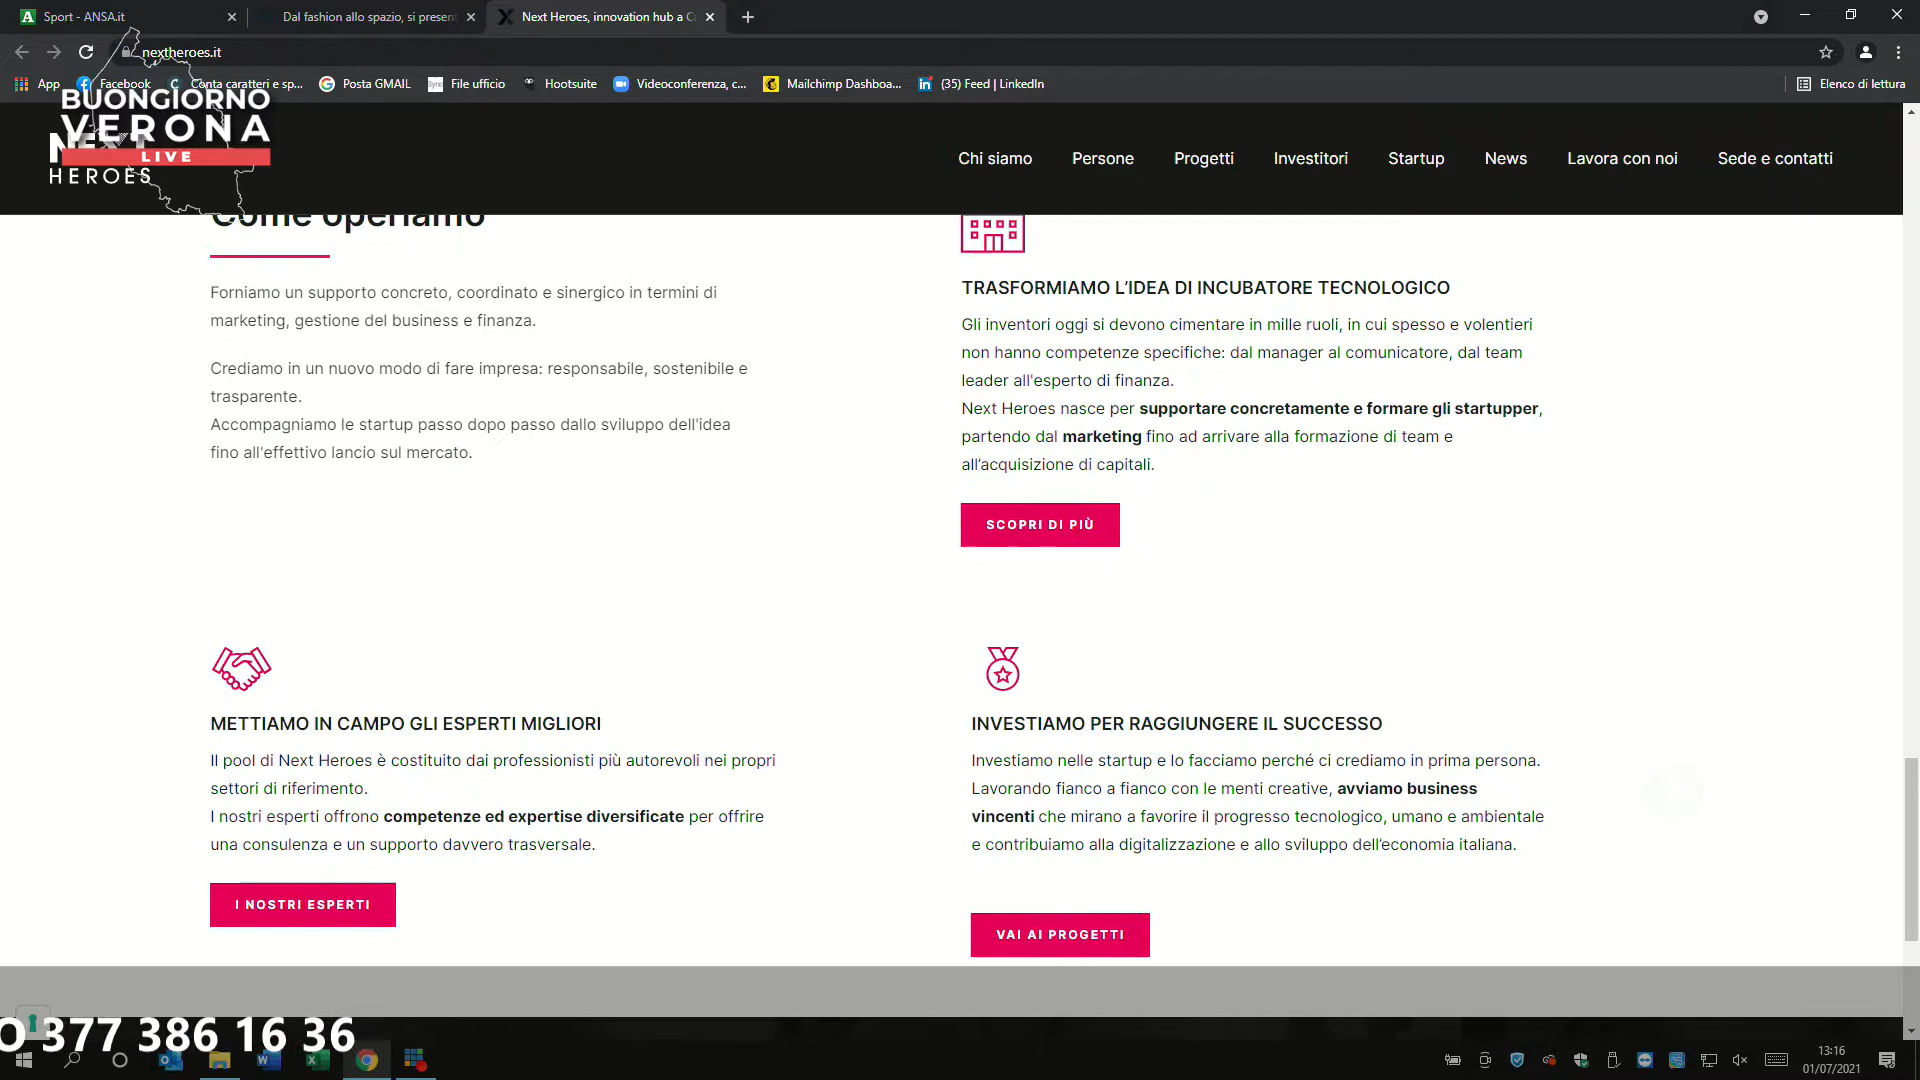 Sport - ANSA.it
Dal fashion allo spazio, si presen
Next Heroes, innovation hub a C
nextheroes.it
App
Facebook
Conta caratteri e sp...
Posta GMAIL
File ufficio
Hootsuite
Videoconferenza, c...
Mailchimp Dashboa...
(35) Feed | LinkedIn
Elenco di lettura
BUONGIORNO
VERONA
LIVE
NEXT
HEROES
Chi siamo
Persone
Progetti
Investitori
Startup
News
Lavora con noi
Sede e contatti
Come operiamo
Forniamo un supporto concreto, coordinato e sinergico in termini di
marketing, gestione del business e finanza.
Crediamo in un nuovo modo di fare impresa: responsabile, sostenibile e
trasparente.
Accompagniamo le startup passo dopo passo dallo sviluppo dell'idea
fino all'effettivo lancio sul mercato.
TRASFORMIAMO L’IDEA DI INCUBATORE TECNOLOGICO
Gli inventori oggi si devono cimentare in mille ruoli, in cui spesso e volentieri
non hanno competenze specifiche: dal manager al comunicatore, dal team
leader all'esperto di finanza.
Next Heroes nasce per supportare concretamente e formare gli startupper,
partendo dal marketing fino ad arrivare alla formazione di team e
all’acquisizione di capitali.
SCOPRI DI PIÙ
METTIAMO IN CAMPO GLI ESPERTI MIGLIORI
Il pool di Next Heroes è costituito dai professionisti più autorevoli nei propri
settori di riferimento.
I nostri esperti offrono competenze ed expertise diversificate per offrire
una consulenza e un supporto davvero trasversale.
I NOSTRI ESPERTI
INVESTIAMO PER RAGGIUNGERE IL SUCCESSO
Investiamo nelle startup e lo facciamo perché ci crediamo in prima persona.
Lavorando fianco a fianco con le menti creative, avviamo business
vincenti che mirano a favorire il progresso tecnologico, umano e ambientale
e contribuiamo alla digitalizzazione e allo sviluppo dell’economia italiana.
VAI AI PROGETTI
O 377 386 16 36
13:16
01/07/2021